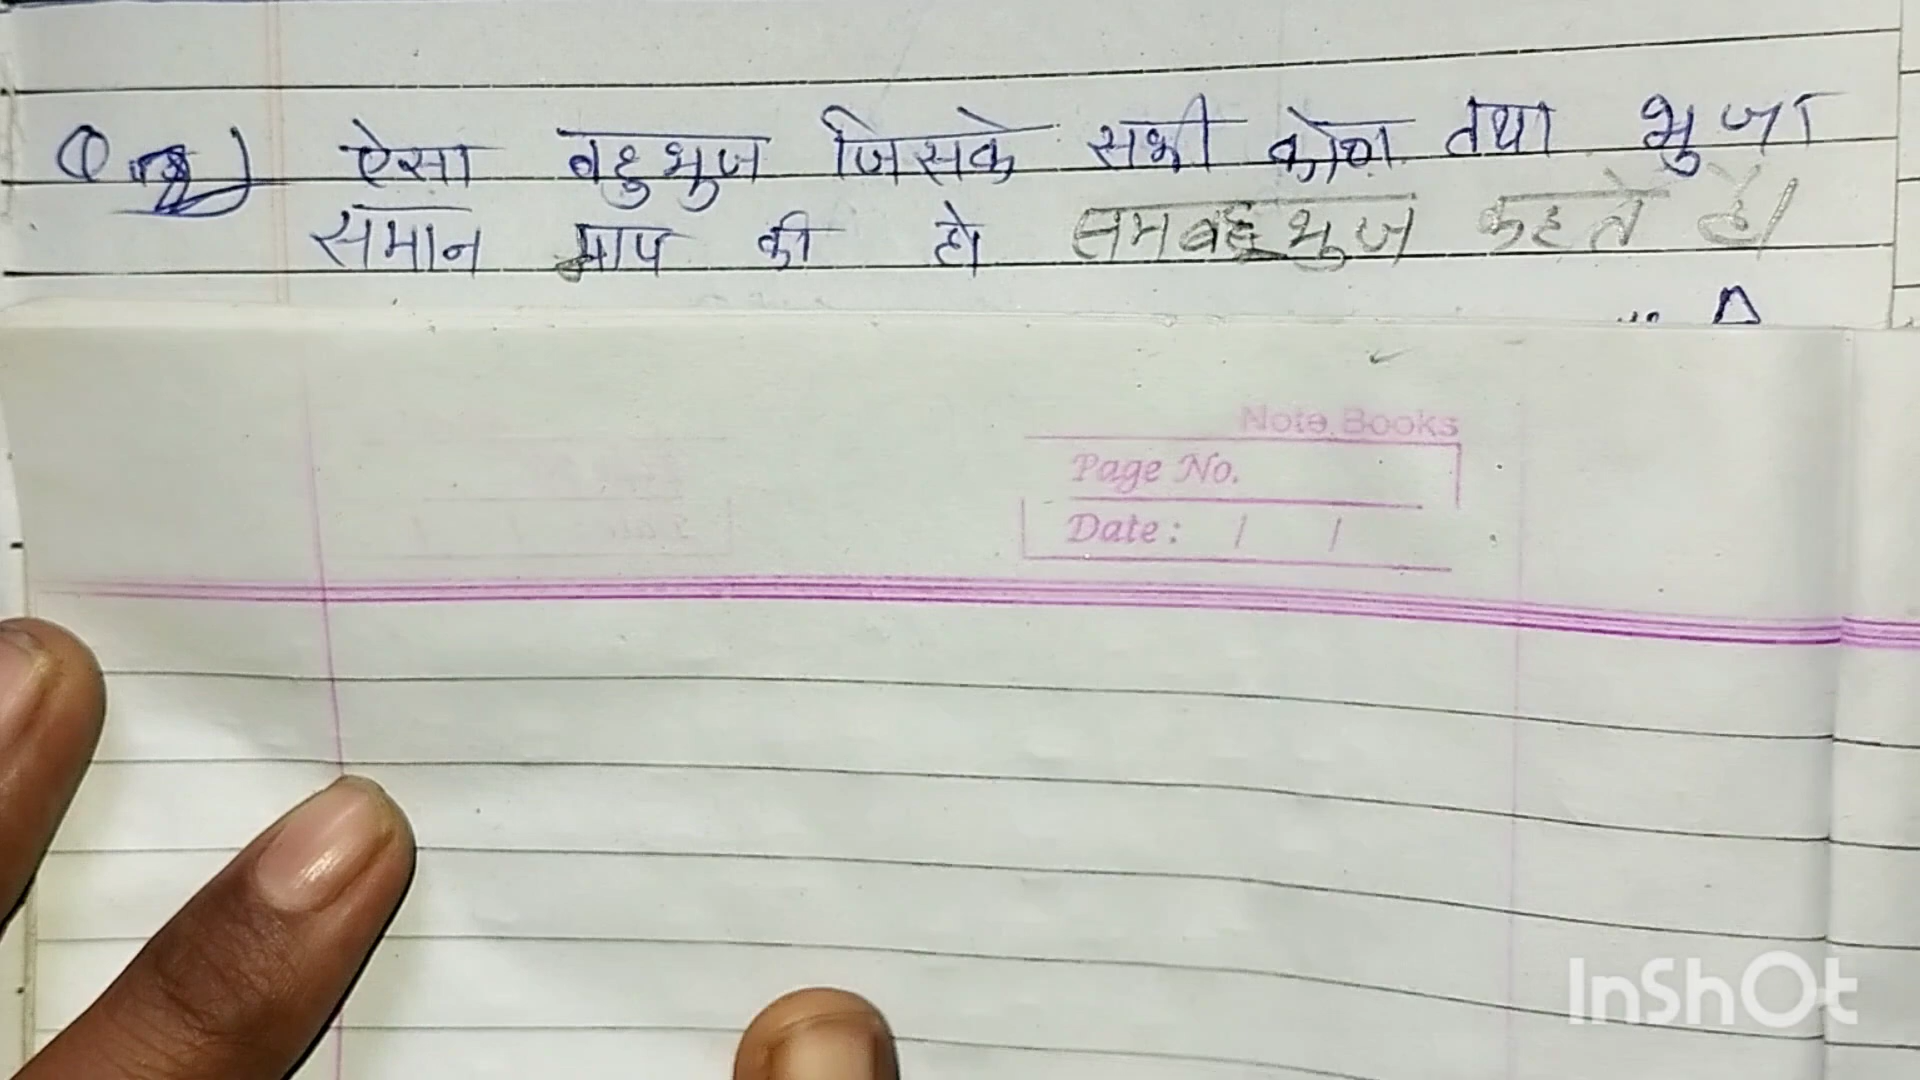 ऐसा बहुभुज जिसके सभी कोण तथा भुजा
समान माप की हो समबहुभुज कहते हैं।
Note Books
Page No.
Date: / /
InShOt